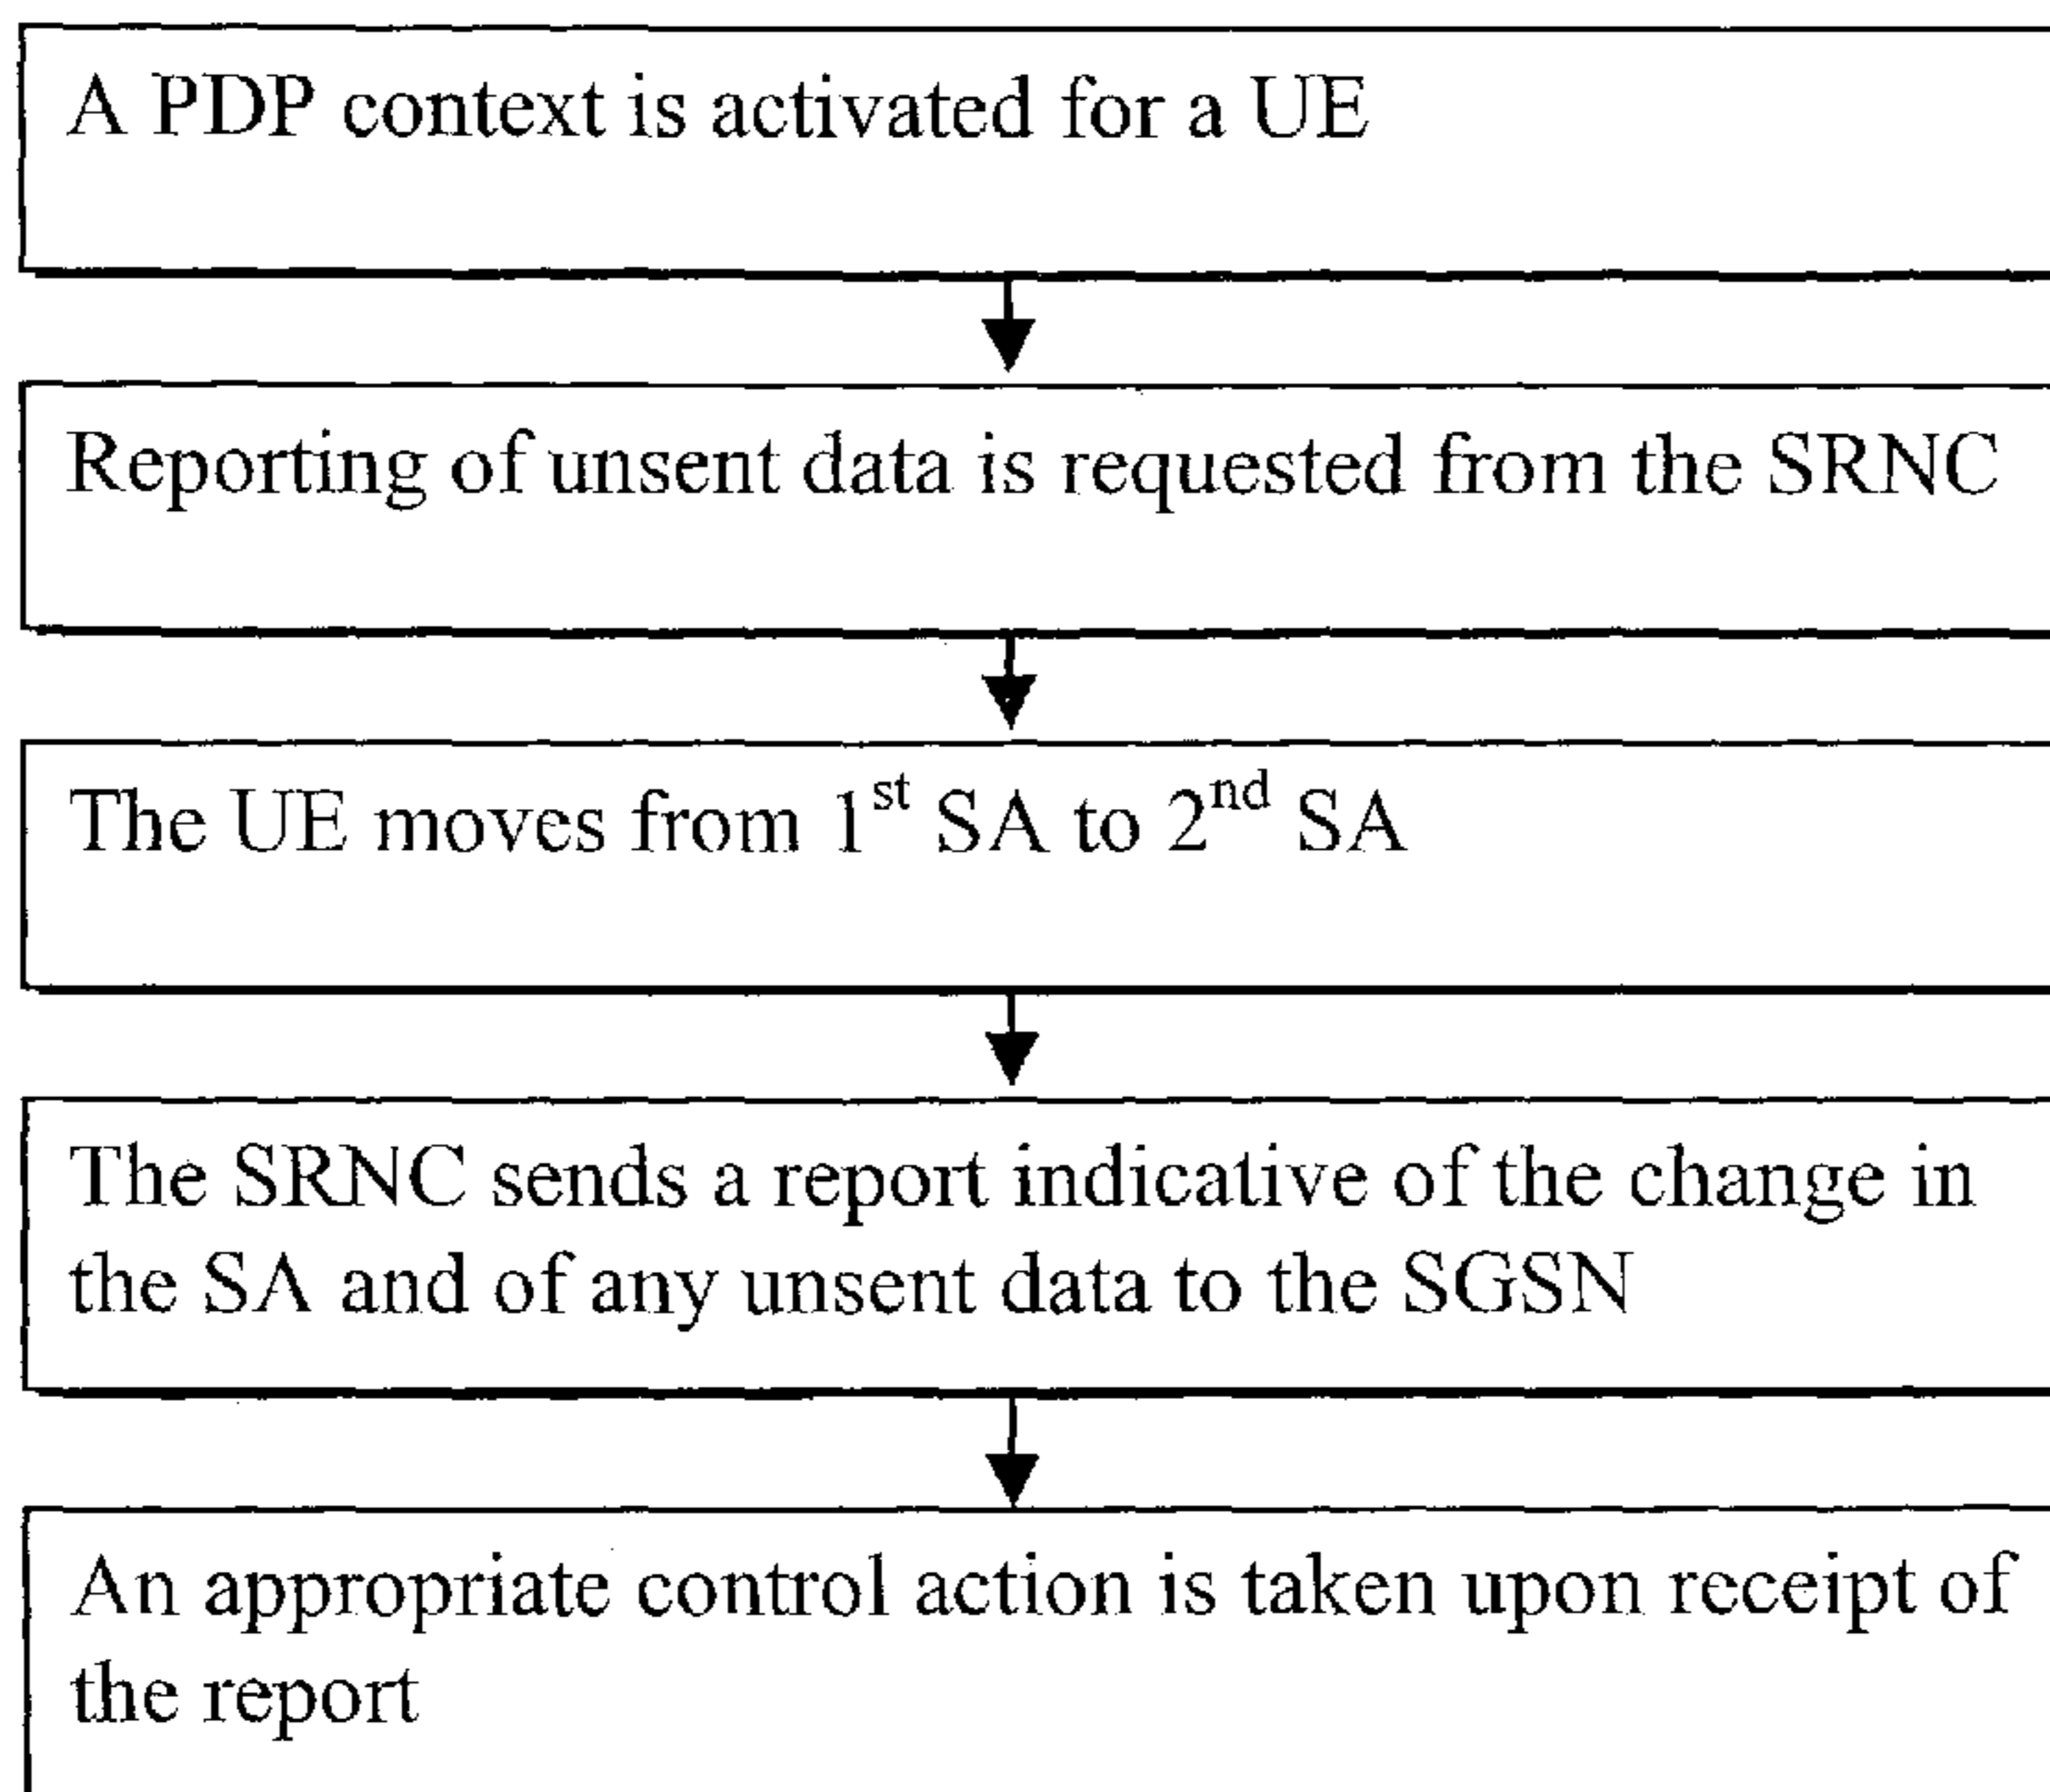 A PDP context is activated for a UE
Reporting of unsent data is requested from the SRNC
The UE moves from 1st SA to 2nd SA
The SRNC sends a report indicative of the change in
the SA and of any unsent data to the SGSN
An appropriate control action is taken upon receipt of
the report